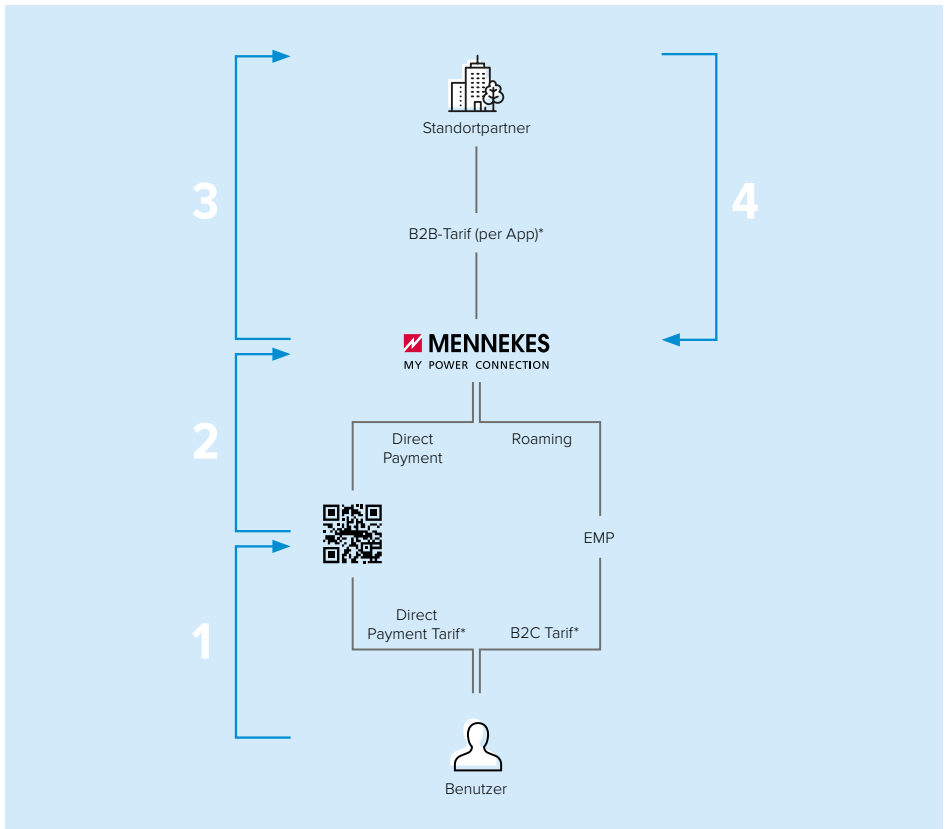 Standortpartner
3
4
B2B-Tarif (per App)*
MENNEKES
MY POWER CONNECTION
2
Direct
Payment
Roaming
EMP
1
Direct
Payment Tarif*
B2C Tarif*
Benutzer